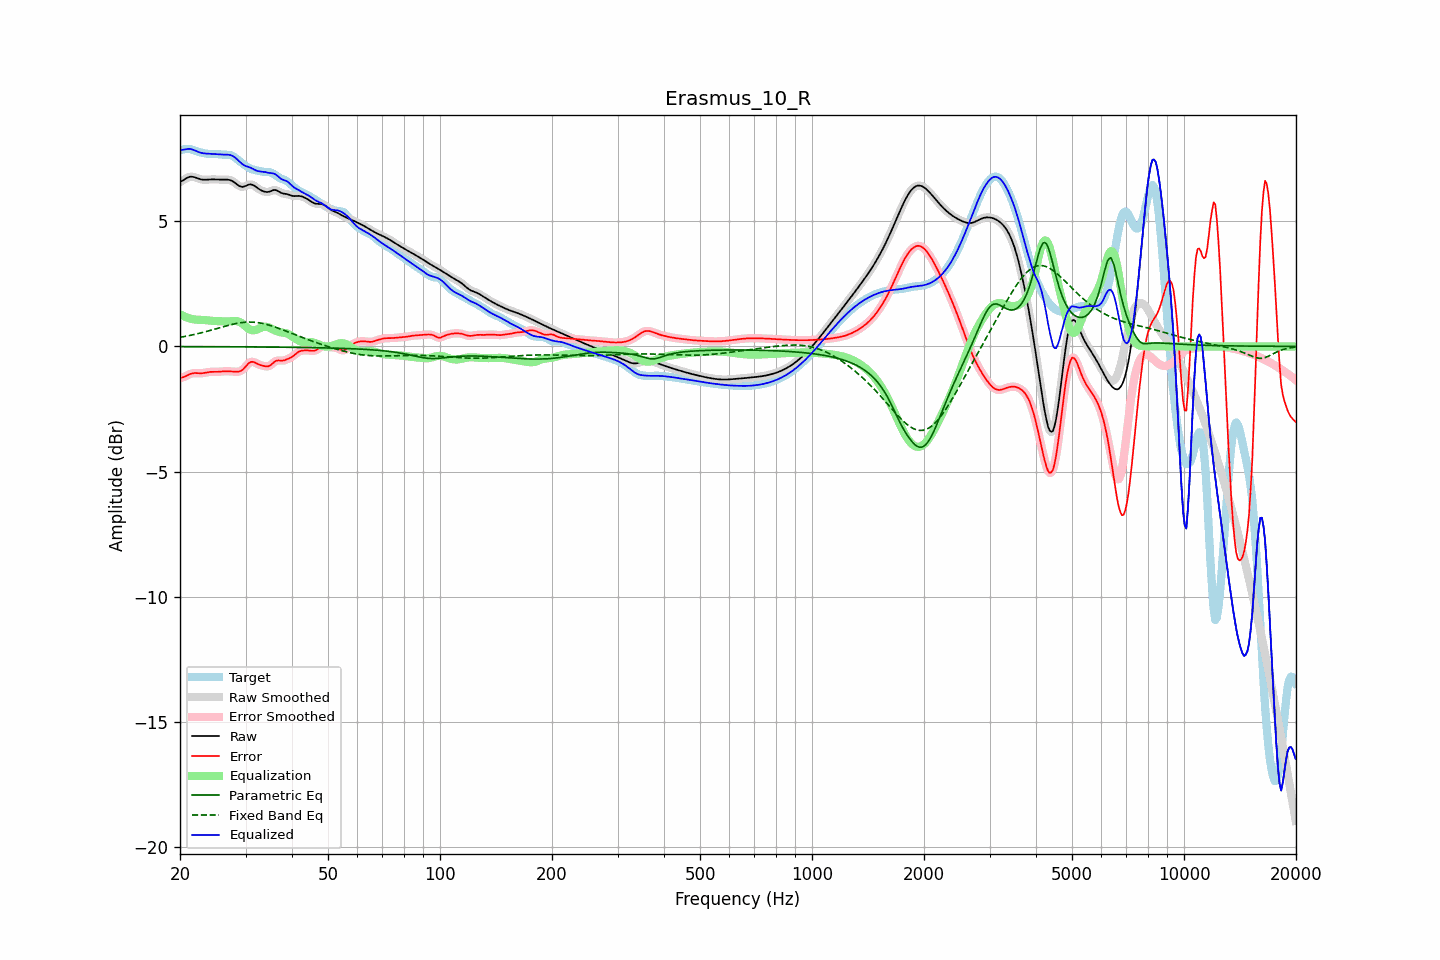 Erasmus_10_R
Amplitude (dBr)
5
0
−5
−10
−15
−20
Target
Raw Smoothed
Error Smoothed
Raw
Error
Equalization
Parametric Eq
Fixed Band Eq
Equalized
20 50 100 200 500 1000 2000 5000 10000 20000
Frequency (Hz)